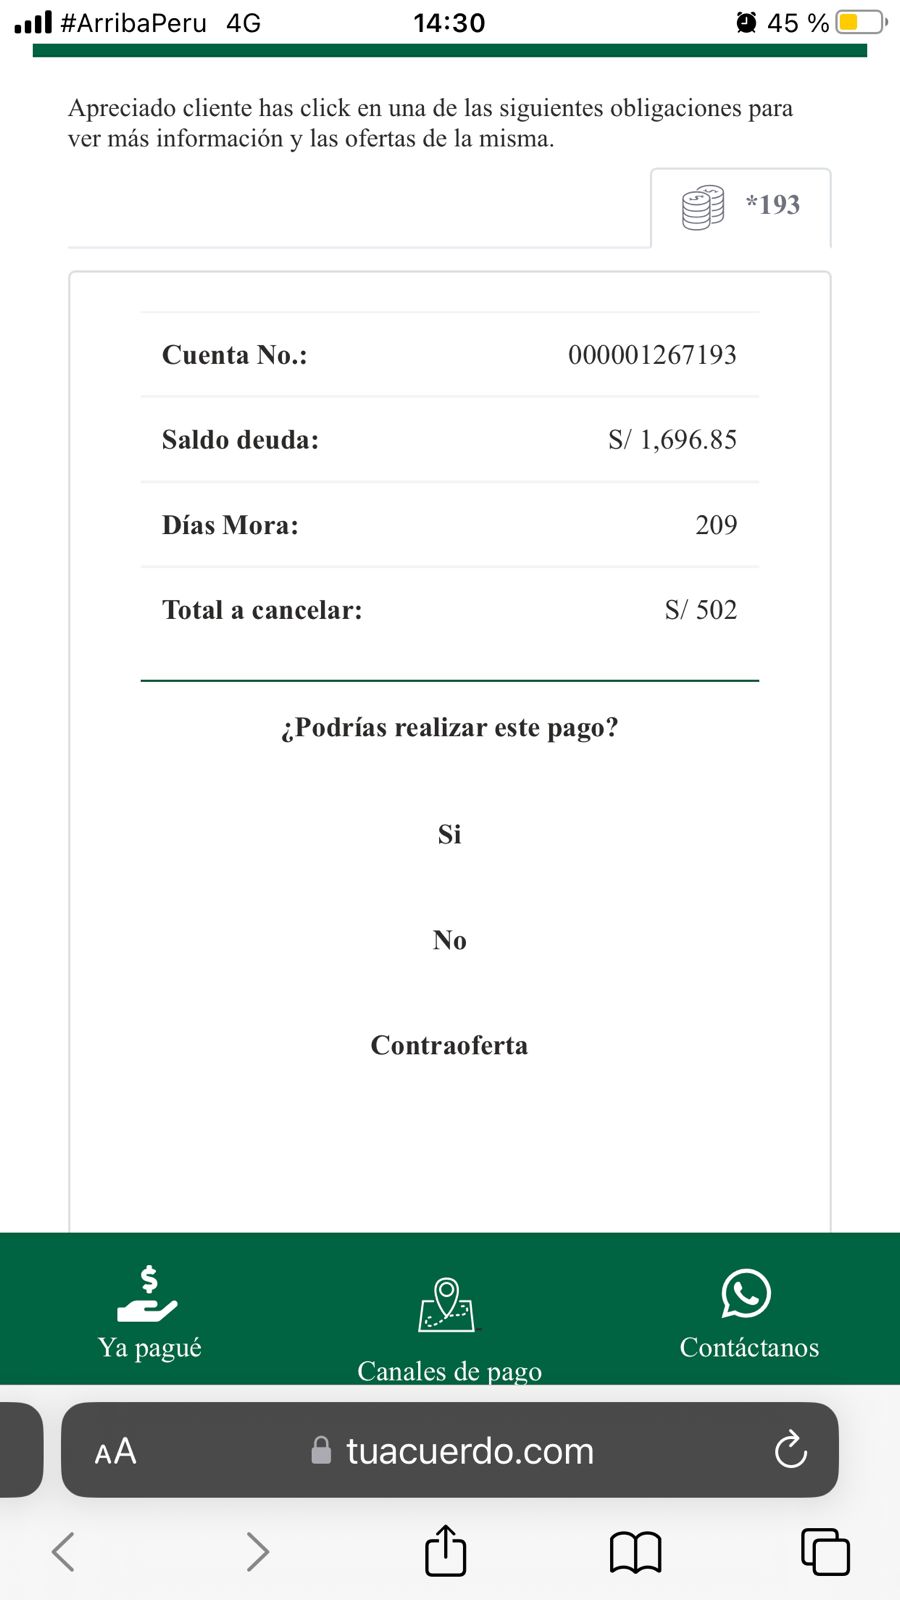 #ArribaPeru 4G 14:30 45 %
Apreciado cliente has click en una de las siguientes obligaciones para
ver más información y las ofertas de la misma.
*193
Cuenta No.: 000001267193
Saldo deuda: S/ 1,696.85
Días Mora: 209
Total a cancelar: S/ 502
¿Podrías realizar este pago?
Si
No
Contraoferta
Ya pagué
Canales de pago
Contáctanos
AA tuacuerdo.com